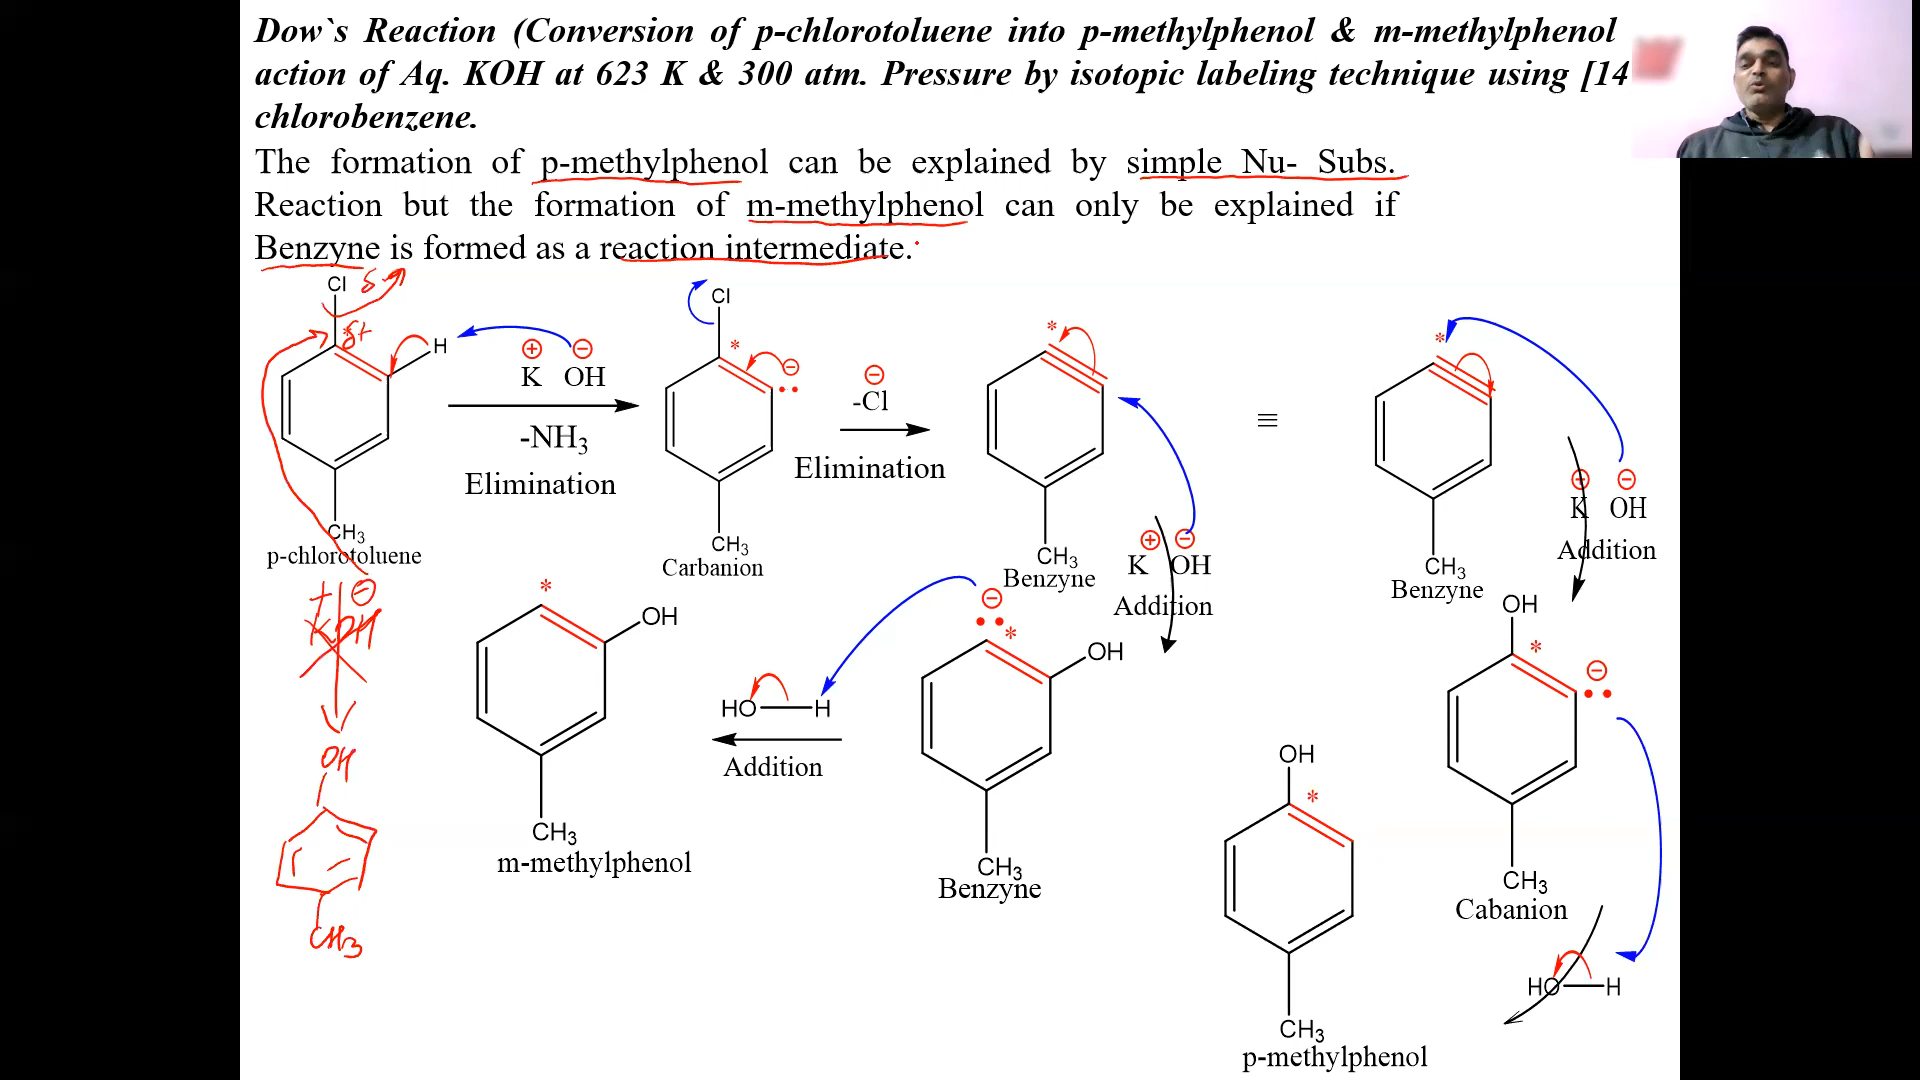 Dow`s Reaction (Conversion of p-chlorotoluene into p-methylphenol & m-methylphenol
action of Aq. KOH at 623 K & 300 atm. Pressure by isotopic labeling technique using [14
chlorobenzene.
The formation of p-methylphenol can be explained by simple Nu- Subs.
Reaction but the formation of m-methylphenol can only be explained if
Benzyne is formed as a reaction intermediate.
Cl δ
* δ+
H
K OH
-NH3
Elimination
CH3
p-chlorotoluene
Cl
*
CH3
Carbanion
-Cl
Elimination
*
CH3
Benzyne
K OH
Addition
≡
*
CH3
Benzyne
K OH
Addition
+ −
KOH
OH
CH3
*
OH
CH3
m-methylphenol
HO H
Addition
*
OH
CH3
Benzyne
OH
*
CH3
p-methylphenol
OH
*
CH3
Cabanion
HO H